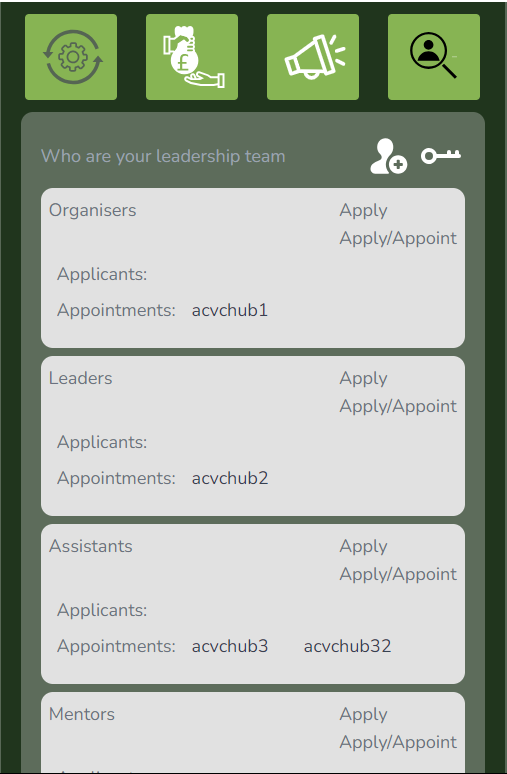 £
Who are your leadership team
Organisers Apply
Apply/Appoint
Applicants:
Appointments: acvchub1
Leaders Apply
Apply/Appoint
Applicants:
Appointments: acvchub2
Assistants Apply
Apply/Appoint
Applicants:
Appointments: acvchub3 acvchub32
Mentors Apply
Apply/Appoint